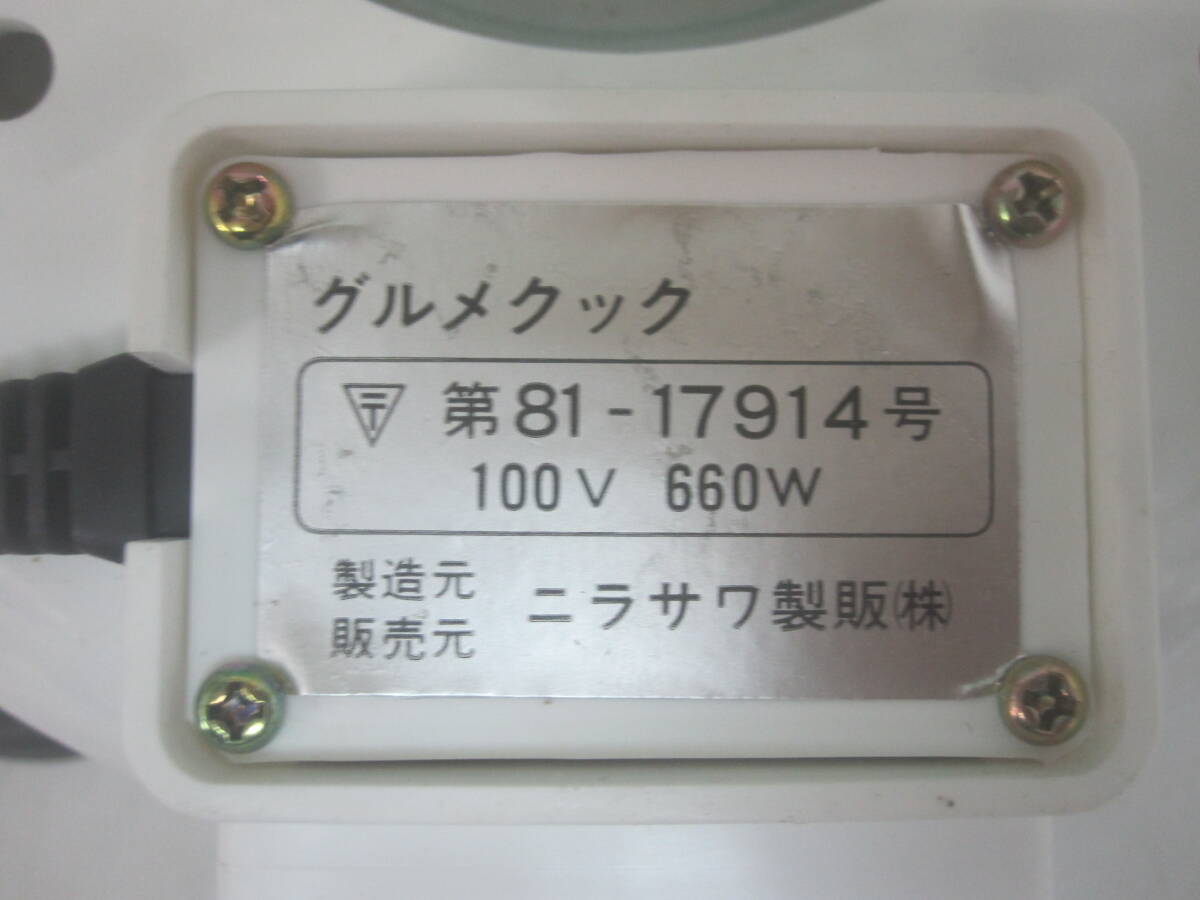 グルメクック
〒 第81-17914号
100V 660W
製造元
販売元
ニラサワ製販(株)